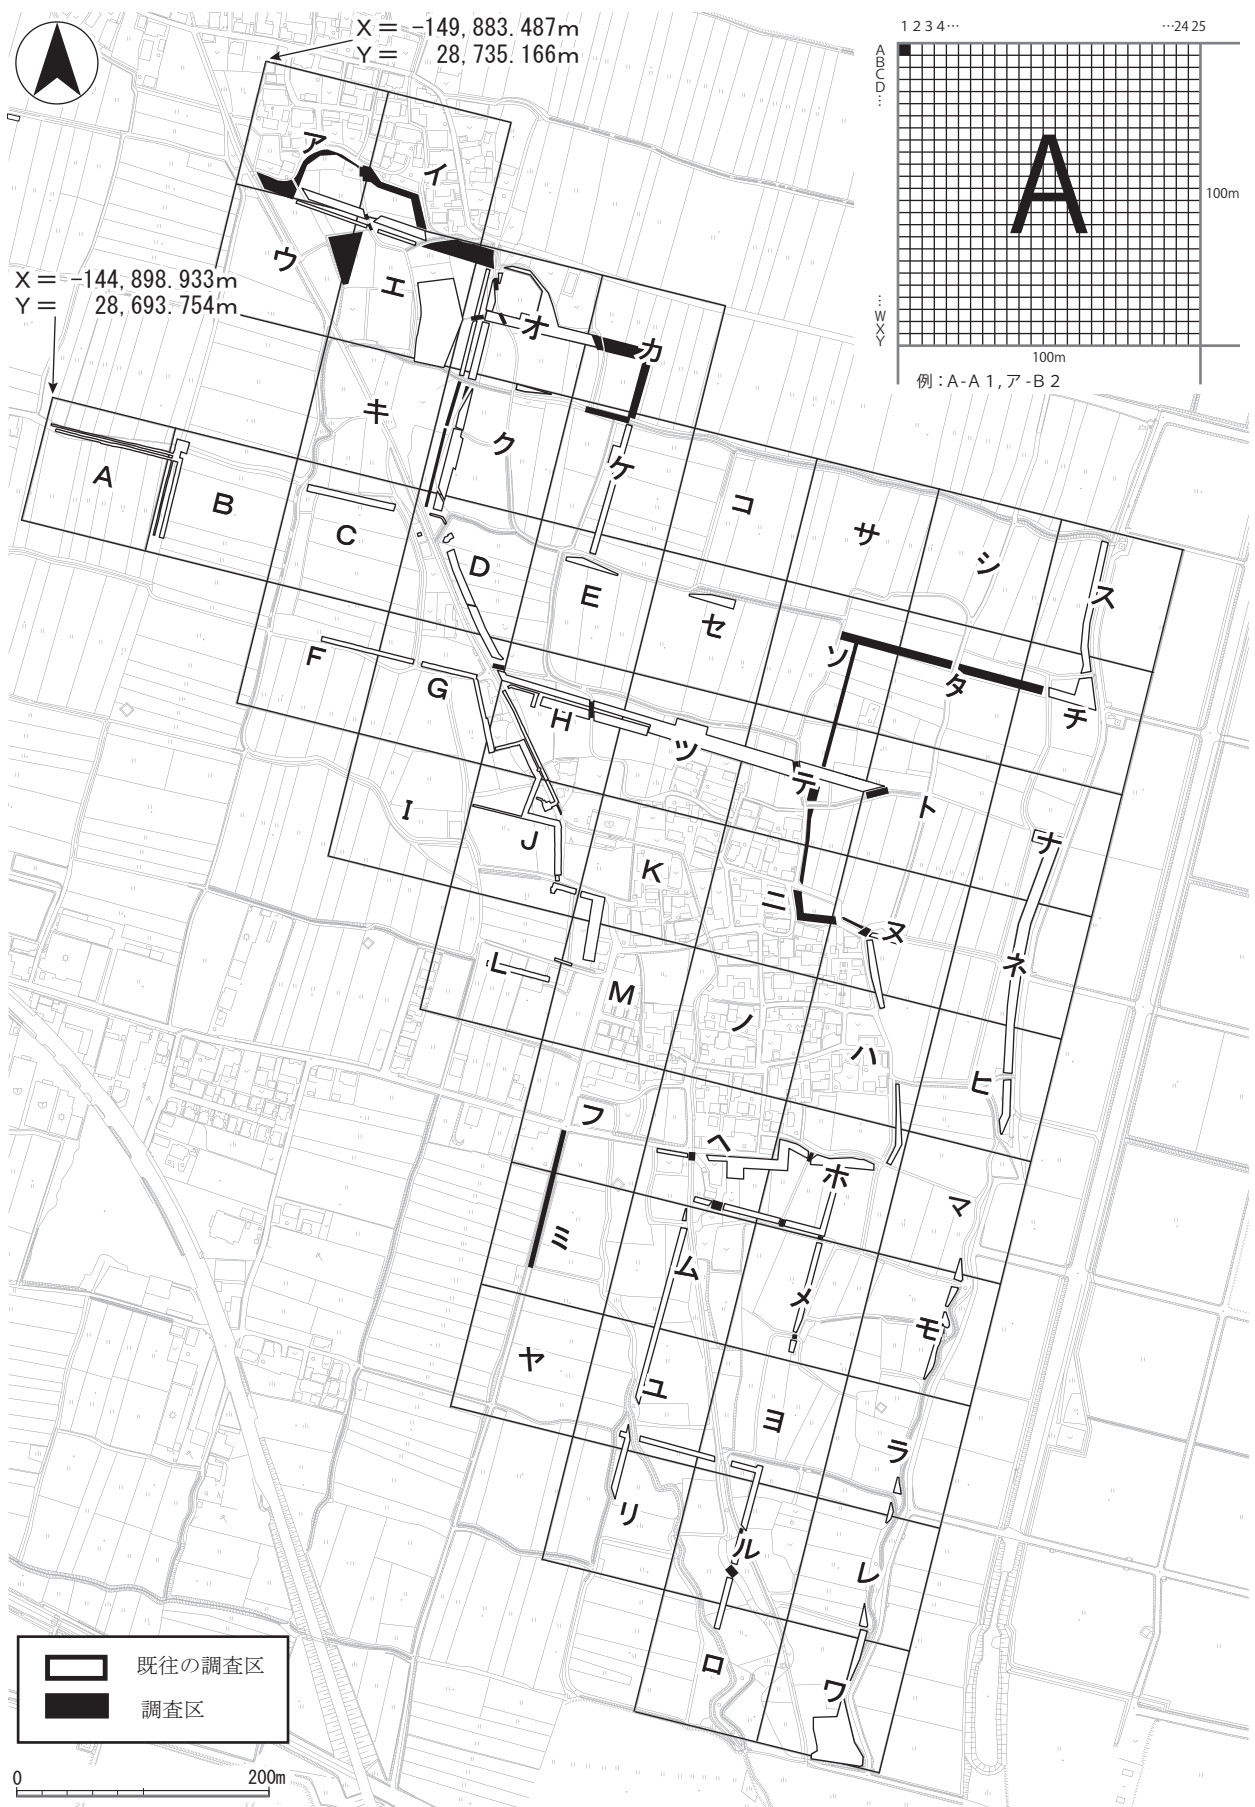 X＝ −149,883.487m
Y＝ 28,735.166m
X＝ −144,898.933m
Y＝ 28,693.754m
1 2 3 4… …24 25
A
B
C
D
⋮
W
X
Y
A
100m
100m
例：A-A 1, ア-B 2
ア
イ
ウ
エ
オ
カ
キ
ク
ケ
コ
サ
シ
ス
A
B
C
D
E
セ
ソ
タ
チ
F
G
H
ツ
テ
ト
ナ
I
J
K
ニ
ヌ
ネ
L
M
ノ
ハ
ヒ
フ
ヘ
ホ
マ
ミ
ム
メ
モ
ヤ
ユ
ヨ
ラ
リ
ル
レ
ロ
ワ
既往の調査区
調査区
0 200m